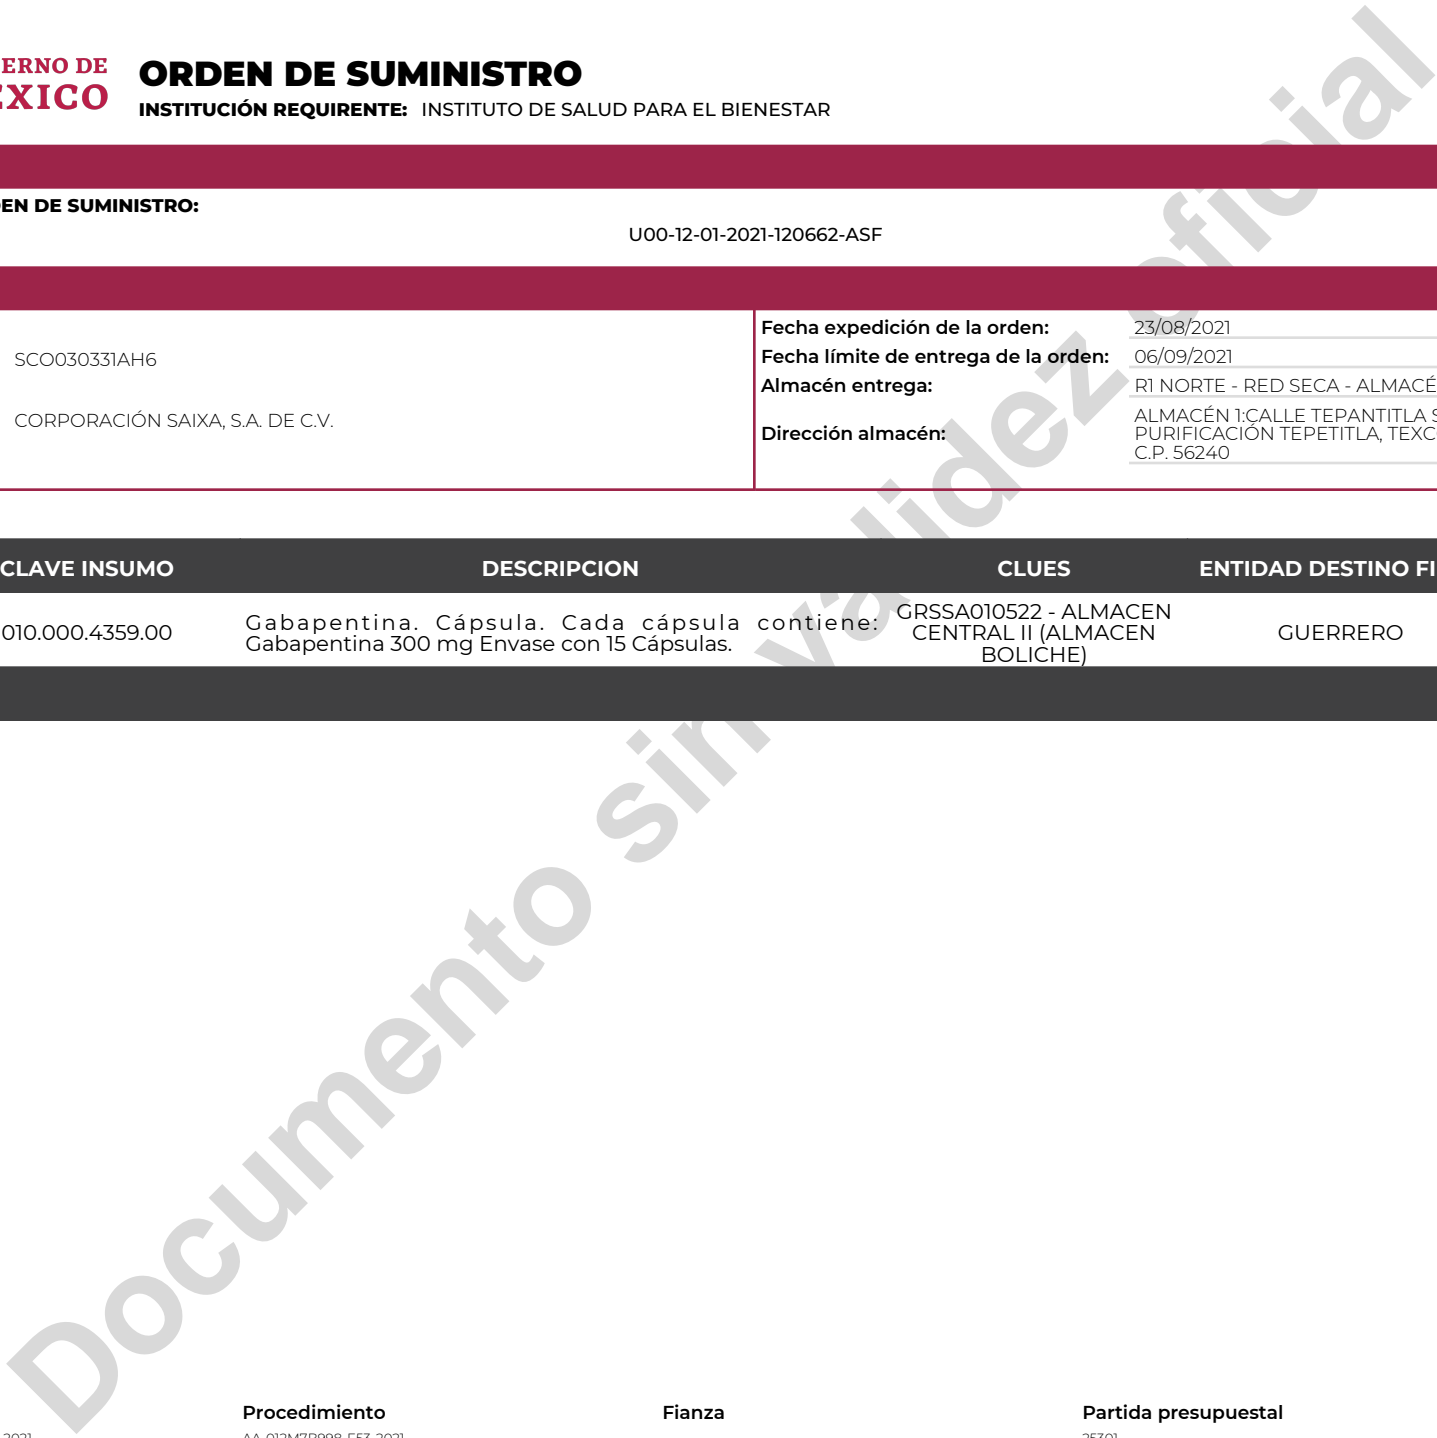 ERNO DE
EXICO
ORDEN DE SUMINISTRO
INSTITUCIÓN REQUIRENTE: INSTITUTO DE SALUD PARA EL BIENESTAR
EN DE SUMINISTRO:
U00-12-01-2021-120662-ASF
SCO030331AH6
CORPORACIÓN SAIXA, S.A. DE C.V.
Fecha expedición de la orden: 23/08/2021
Fecha límite de entrega de la orden: 06/09/2021
Almacén entrega: R1 NORTE - RED SECA - ALMACÉ
Dirección almacén: ALMACÉN 1:CALLE TEPANTITLA S
PURIFICACIÓN TEPETITLA, TEXC
C.P. 56240
CLAVE INSUMO DESCRIPCION CLUES ENTIDAD DESTINO FI
010.000.4359.00 Gabapentina. Cápsula. Cada cápsula contiene:
Gabapentina 300 mg Envase con 15 Cápsulas.
GRSSA010522 - ALMACEN
CENTRAL II (ALMACEN
BOLICHE)
GUERRERO
Documento sin validez oficial
Procedimiento Fianza Partida presupuestal